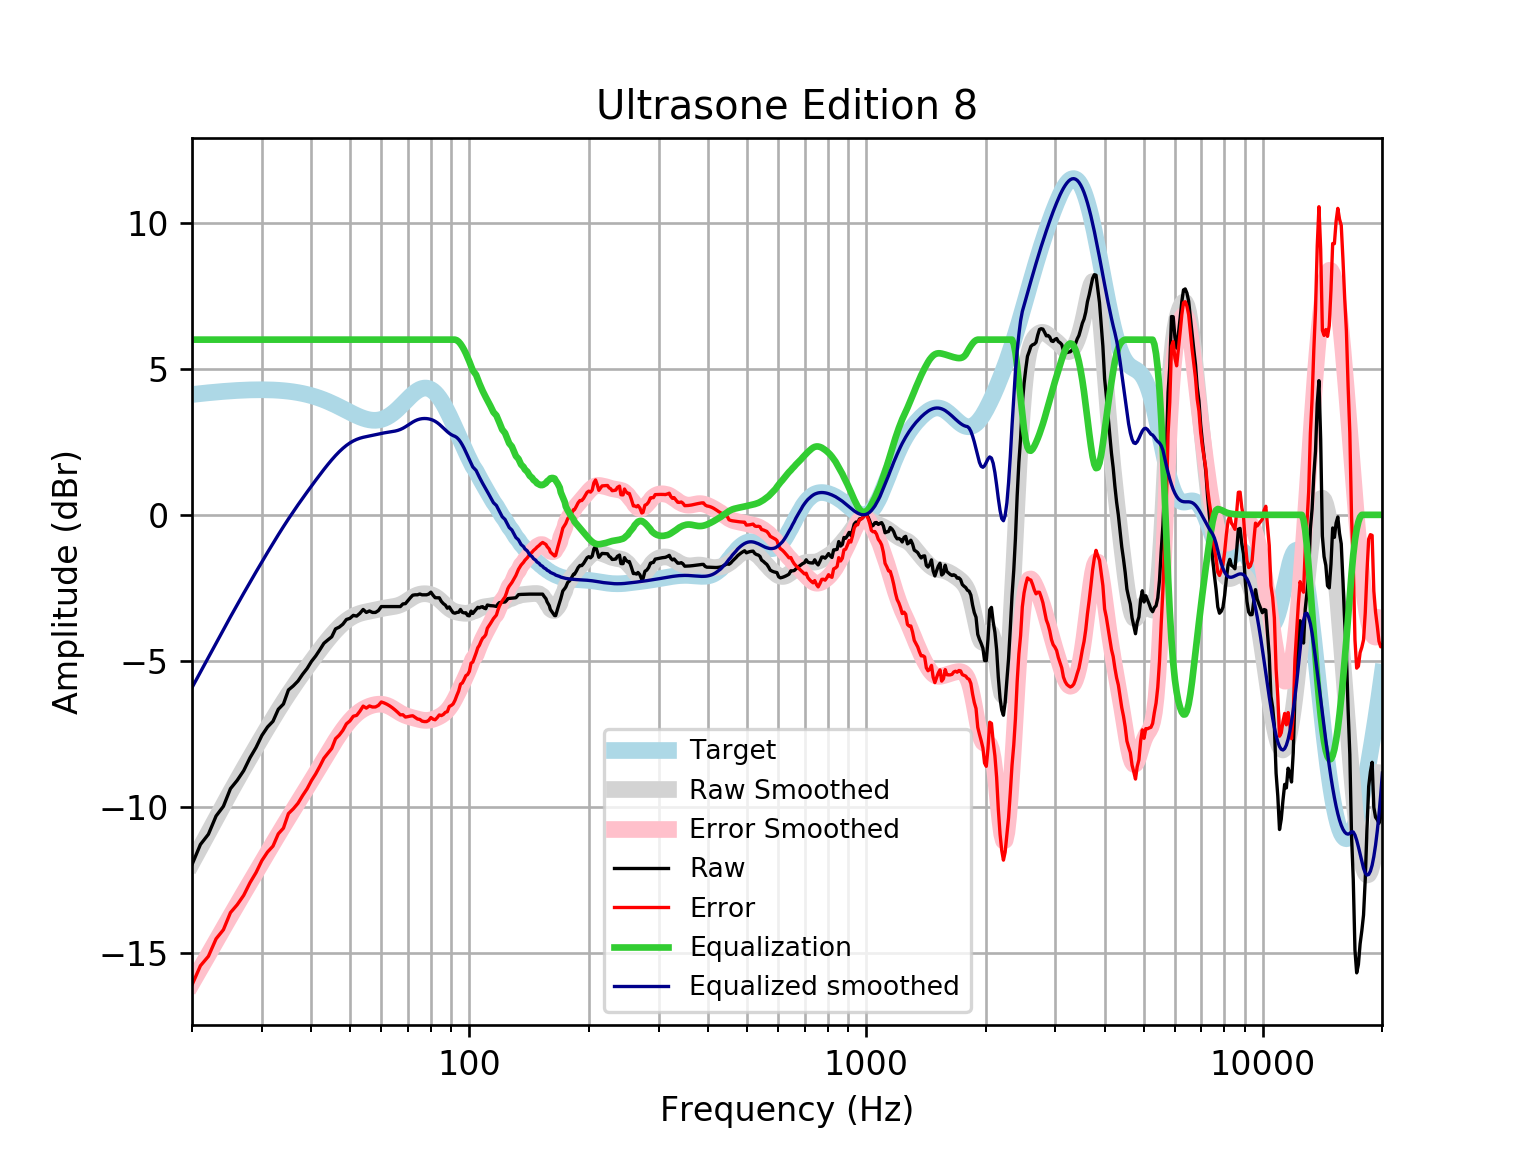 Ultrasone Edition 8
Amplitude (dBr)
10
5
0
−5
−10
−15
Target
Raw Smoothed
Error Smoothed
Raw
Error
Equalization
Equalized smoothed
100
1000
10000
Frequency (Hz)